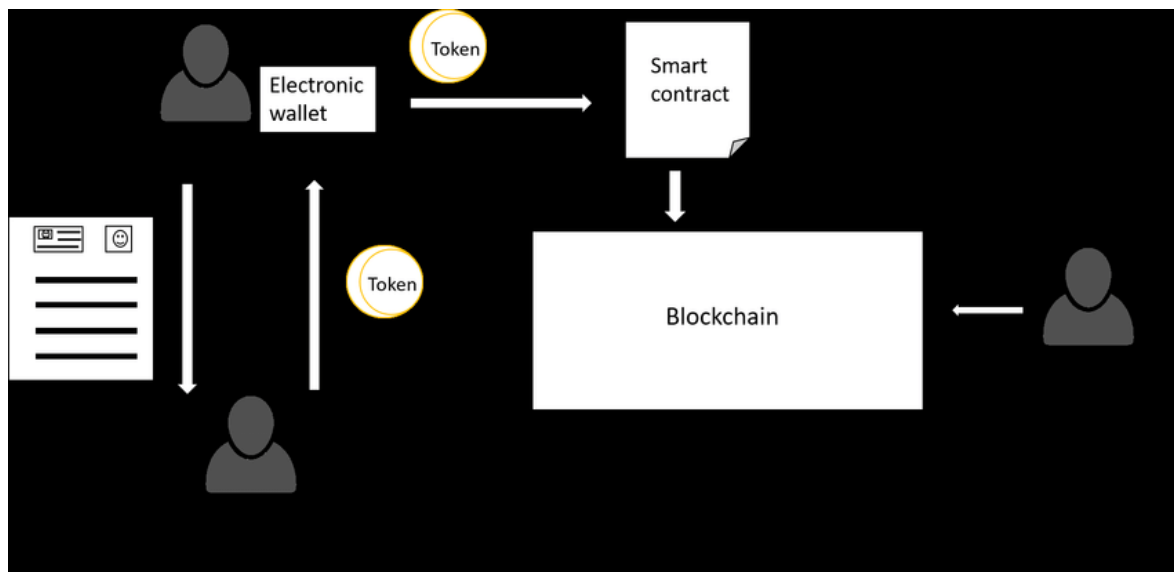 Token
Electronic
wallet
Smart
contract
Token
Blockchain